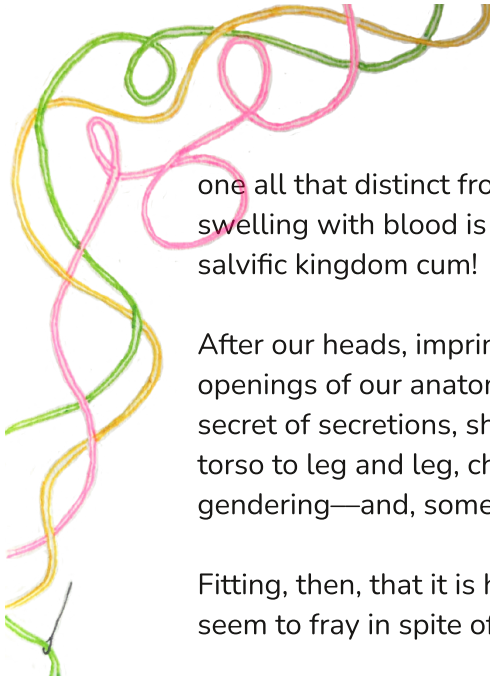 one all that distinct fro
swelling with blood is
salvific kingdom cum!
After our heads, imprin
openings of our anator
secret of secretions, sh
torso to leg and leg, ch
gendering—and, some
Fitting, then, that it is h
seem to fray in spite of